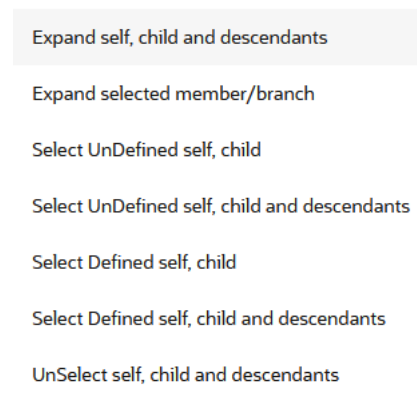 Expand self, child and descendants
Expand selected member/branch
Select UnDefined self, child
Select UnDefined self, child and descendants
Select Defined self, child
Select Defined self, child and descendants
UnSelect self, child and descendants